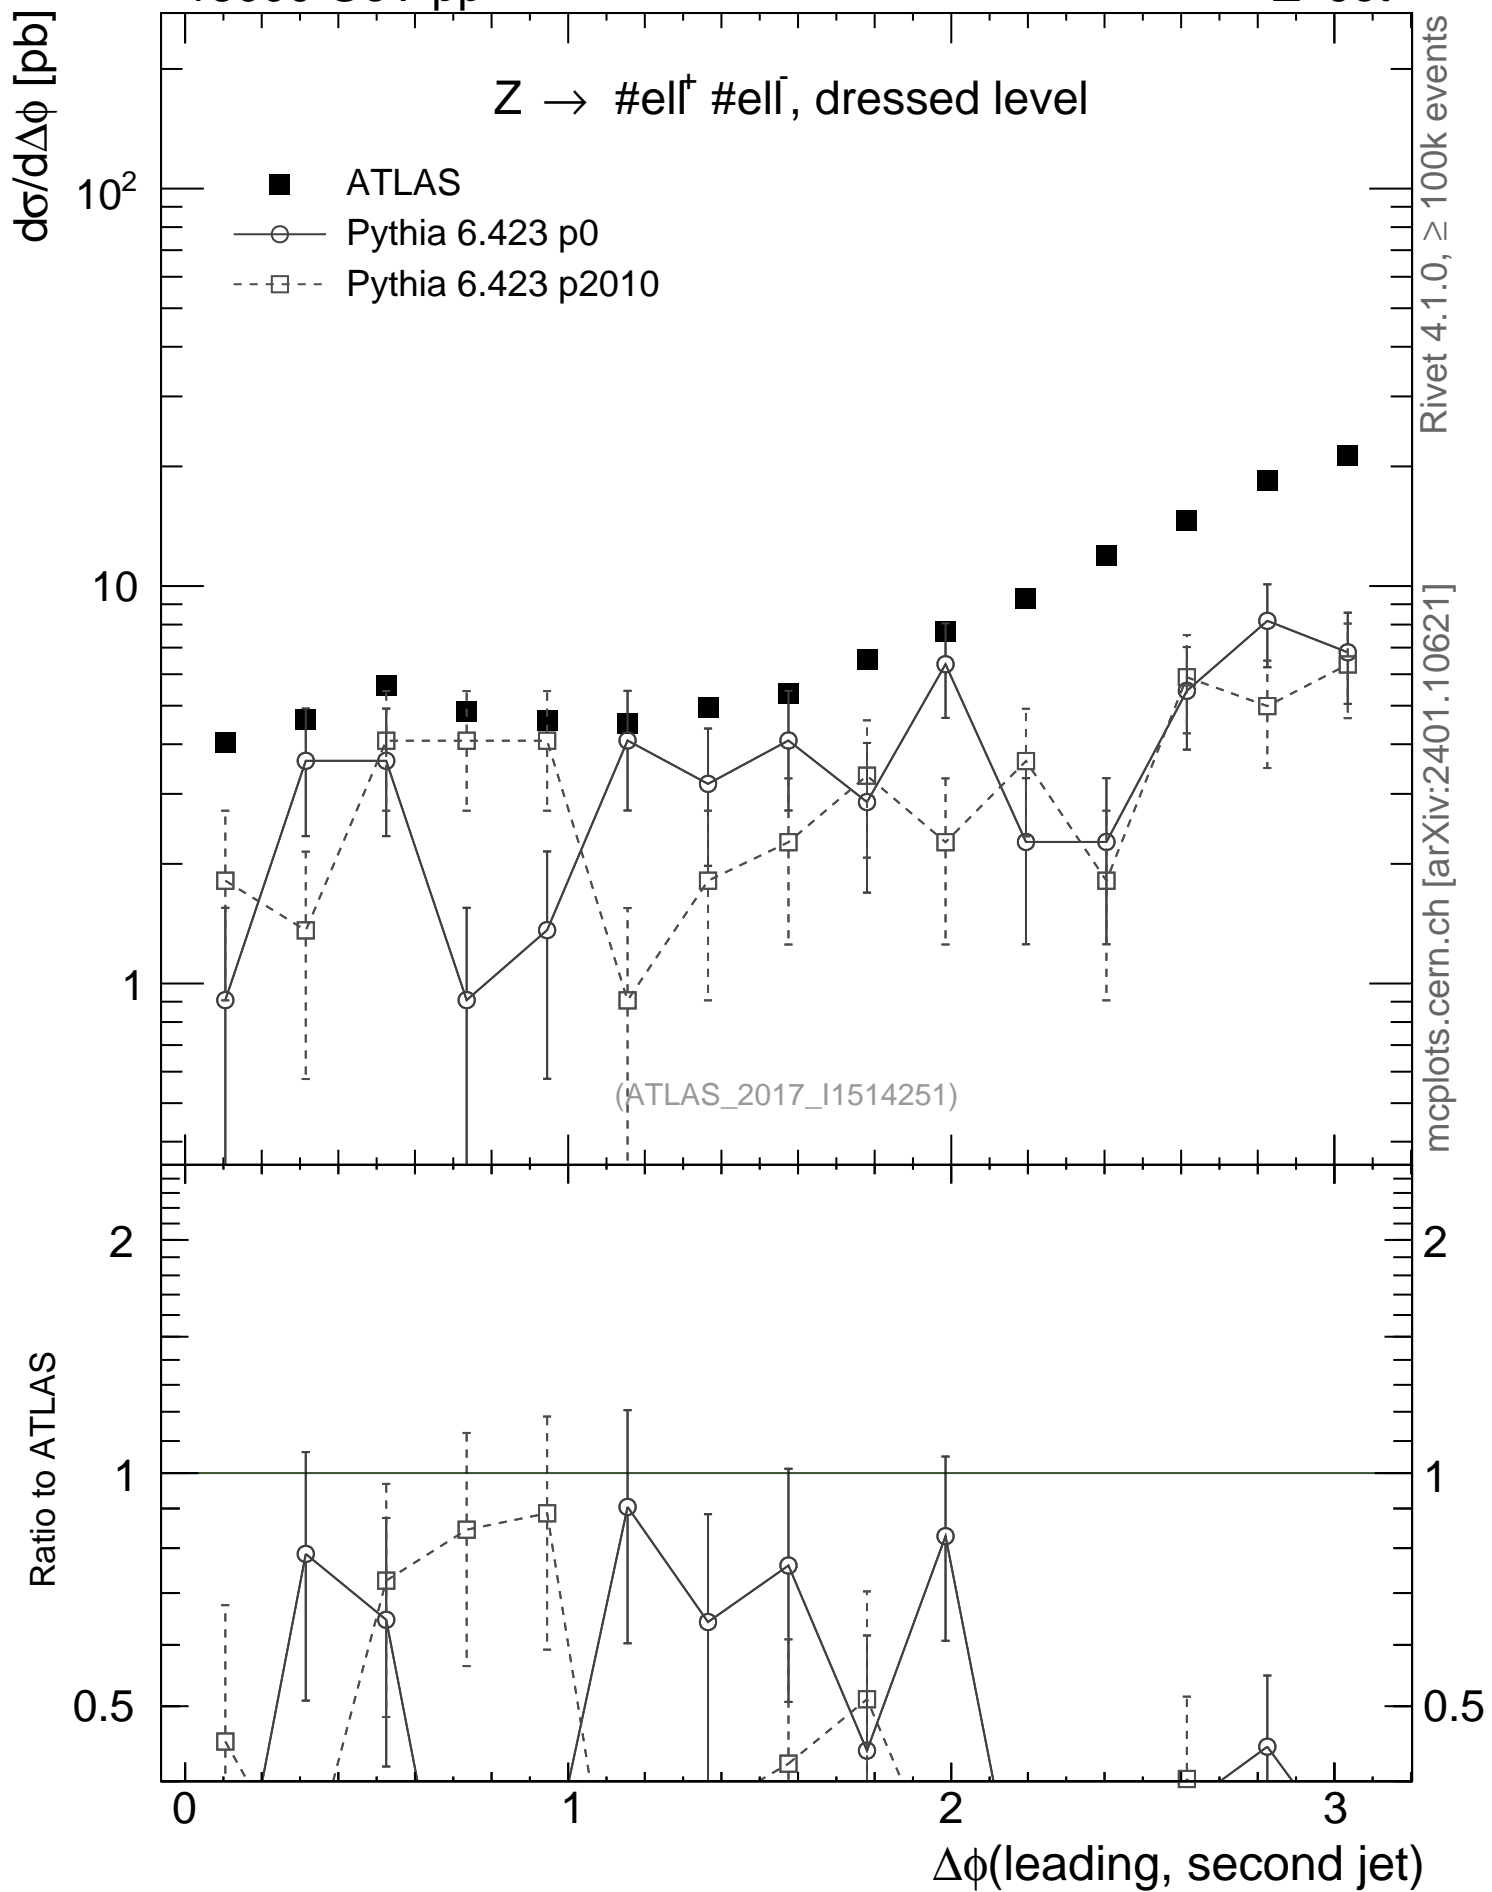 dσ/dΔϕ [pb]
Z → #ell⁺ #ell⁻, dressed level
ATLAS
Pythia 6.423 p0
Pythia 6.423 p2010
10²
10
1
(ATLAS_2017_I1514251)
Rivet 4.1.0, ≥ 100k events
mcplots.cern.ch [arXiv:2401.10621]
Ratio to ATLAS
2
1
0.5
2
1
0.5
0 1 2 3
Δϕ(leading, second jet)